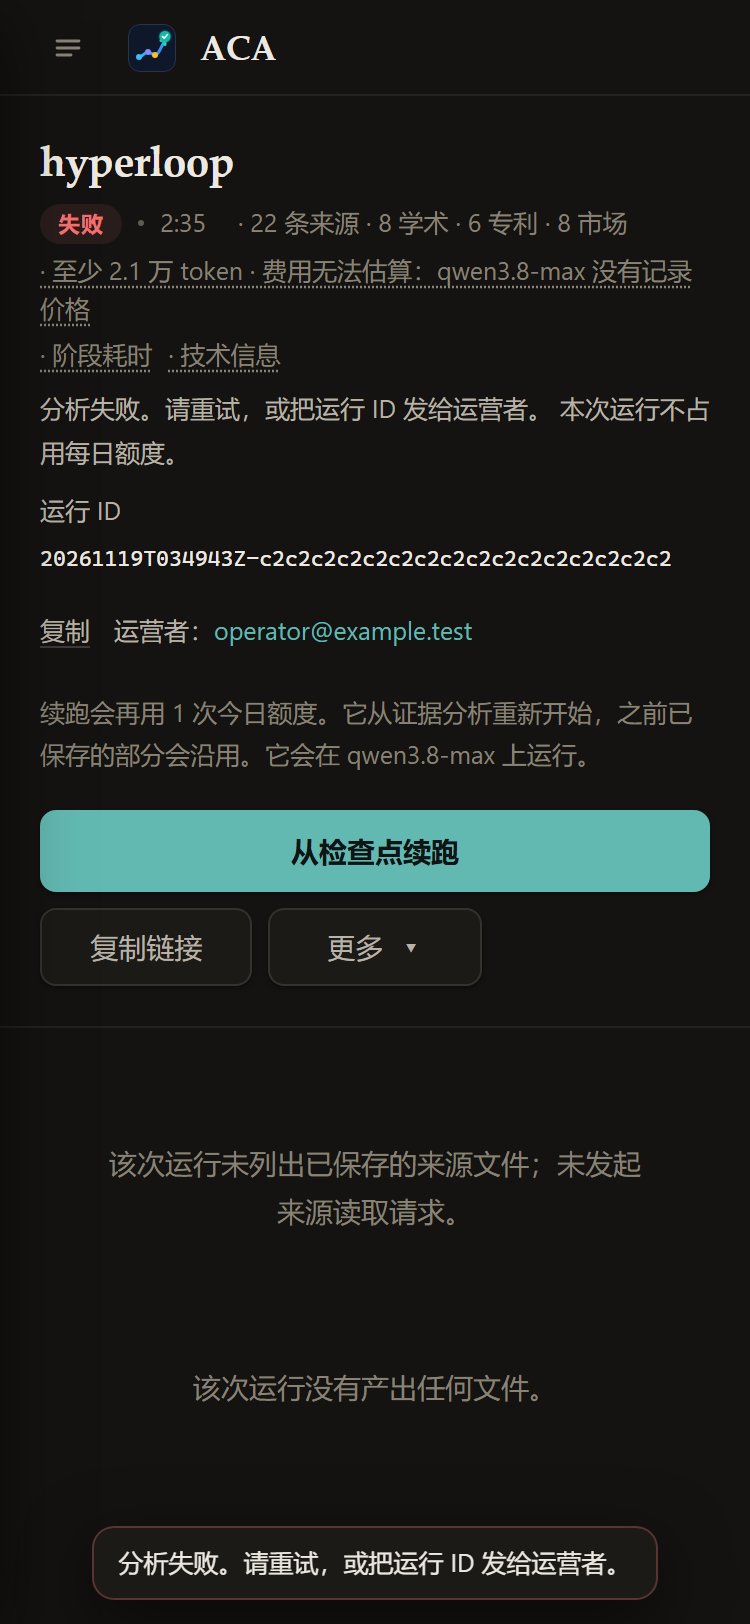 ACA
hyperloop
失败 • 2:35 · 22 条来源 · 8 学术 · 6 专利 · 8 市场
· 至少 2.1 万 token · 费用无法估算：qwen3.8-max 没有记录
价格
· 阶段耗时 · 技术信息
分析失败。请重试，或把运行 ID 发给运营者。 本次运行不占
用每日额度。
运行 ID
20261119T034943Z-c2c2c2c2c2c2c2c2c2c2c2c2c2c2c2c2
复制 运营者：operator@example.test
续跑会再用 1 次今日额度。它从证据分析重新开始，之前已
保存的部分会沿用。它会在 qwen3.8-max 上运行。
从检查点续跑
复制链接 更多 ▼
该次运行未列出已保存的来源文件；未发起
来源读取请求。
该次运行没有产出任何文件。
分析失败。请重试，或把运行 ID 发给运营者。